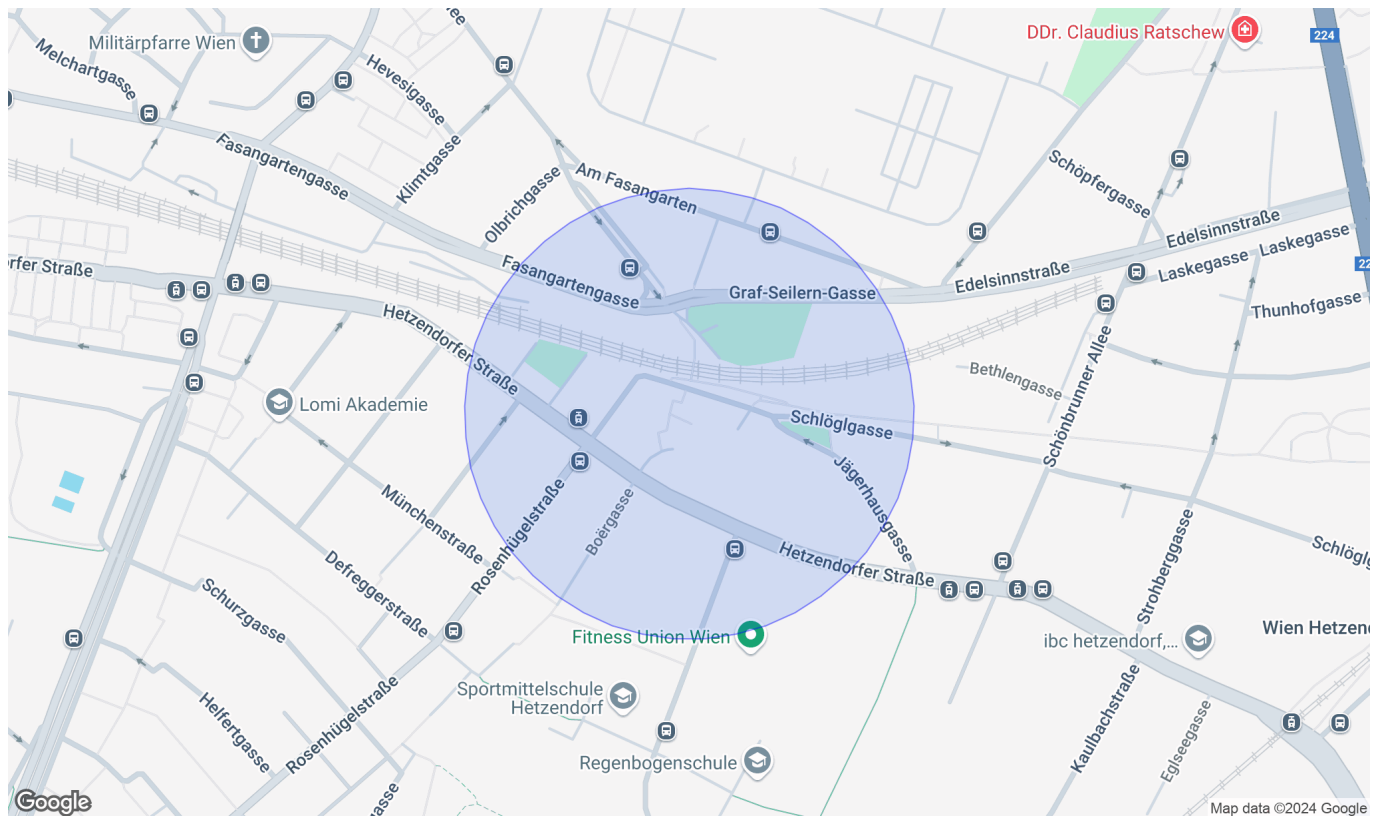 Militärpfarre Wien
DDr. Claudius Ratschew
224
Melchartgasse
Hevesigasse
Allee
Fasangartengasse
Klimtgasse
Olbrichgasse
Am Fasangarten
Schöpfergasse
Edelsinnstraße
Laskegasse
Laskegasse
Edelsinnstraße
Fasangartengasse
Graf-Seilern-Gasse
Thunhofgasse
orfer Straße
Hetzendorfer Straße
Bethlengasse
Schönbrunner Allee
Lomi Akademie
Schlöglgasse
Jägerhausgasse
Münchenstraße
Rosenhügelstraße
Boërgasse
Defreggerstraße
Schurzgasse
Hetzendorfer Straße
Strohberggasse
Schlöglg
Fitness Union Wien
ibc hetzendorf,...
Wien Hetzend
Sportmittelschule
Hetzendorf
Helfertgasse
Rosenhügelstraße
Regenbogenschule
Kaulbachstraße
Eglseegasse
gasse
Google
Map data ©2024 Google